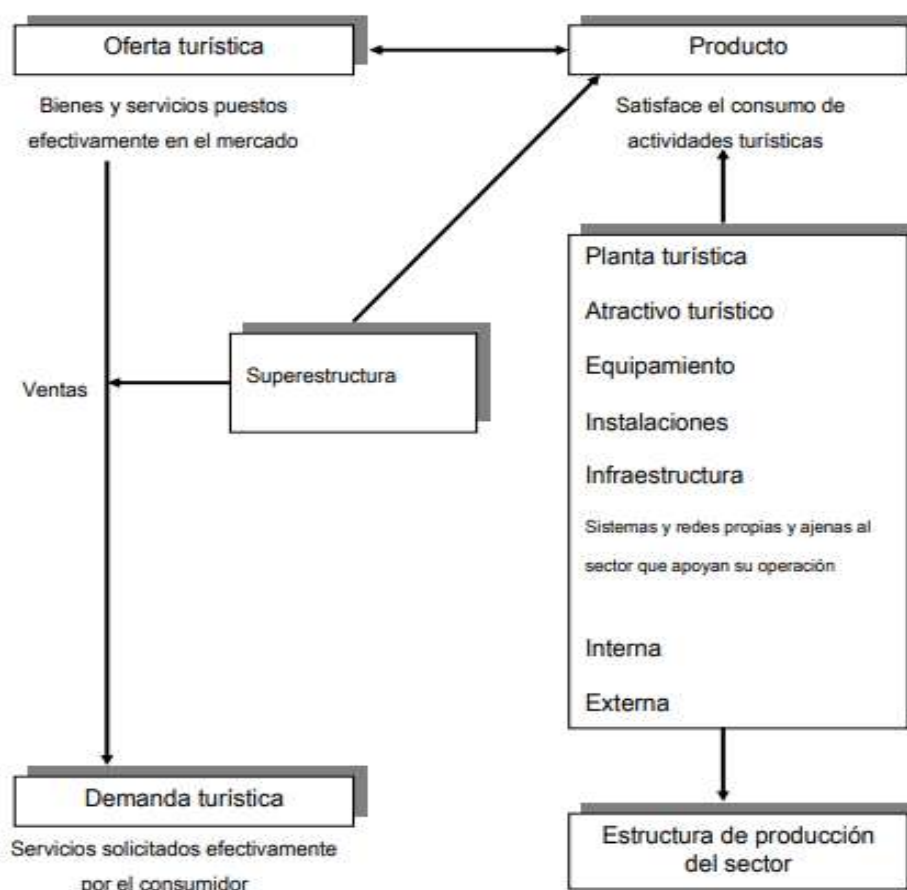 Oferta turística
Producto
Bienes y servicios puestos
efectivamente en el mercado
Satisface el consumo de
actividades turísticas
Planta turística
Atractivo turístico
Equipamiento
Instalaciones
Infraestructura
Sistemas y redes propias y ajenas al
sector que apoyan su operación
Interna
Externa
Superestructura
Ventas
Demanda turística
Servicios solicitados efectivamente
por el consumidor
Estructura de producción
del sector